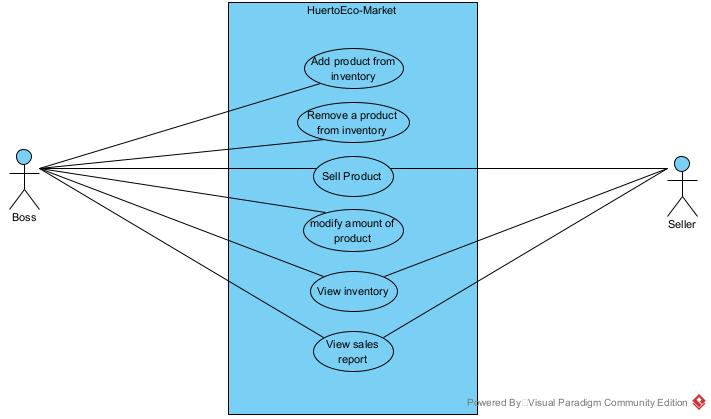 HuertoEco-Market
Add product from
inventory
Remove a product
from inventory
Sell Product
modify amount of
product
View inventory
View sales
report
Boss
Seller
Powered By Visual Paradigm Community Edition